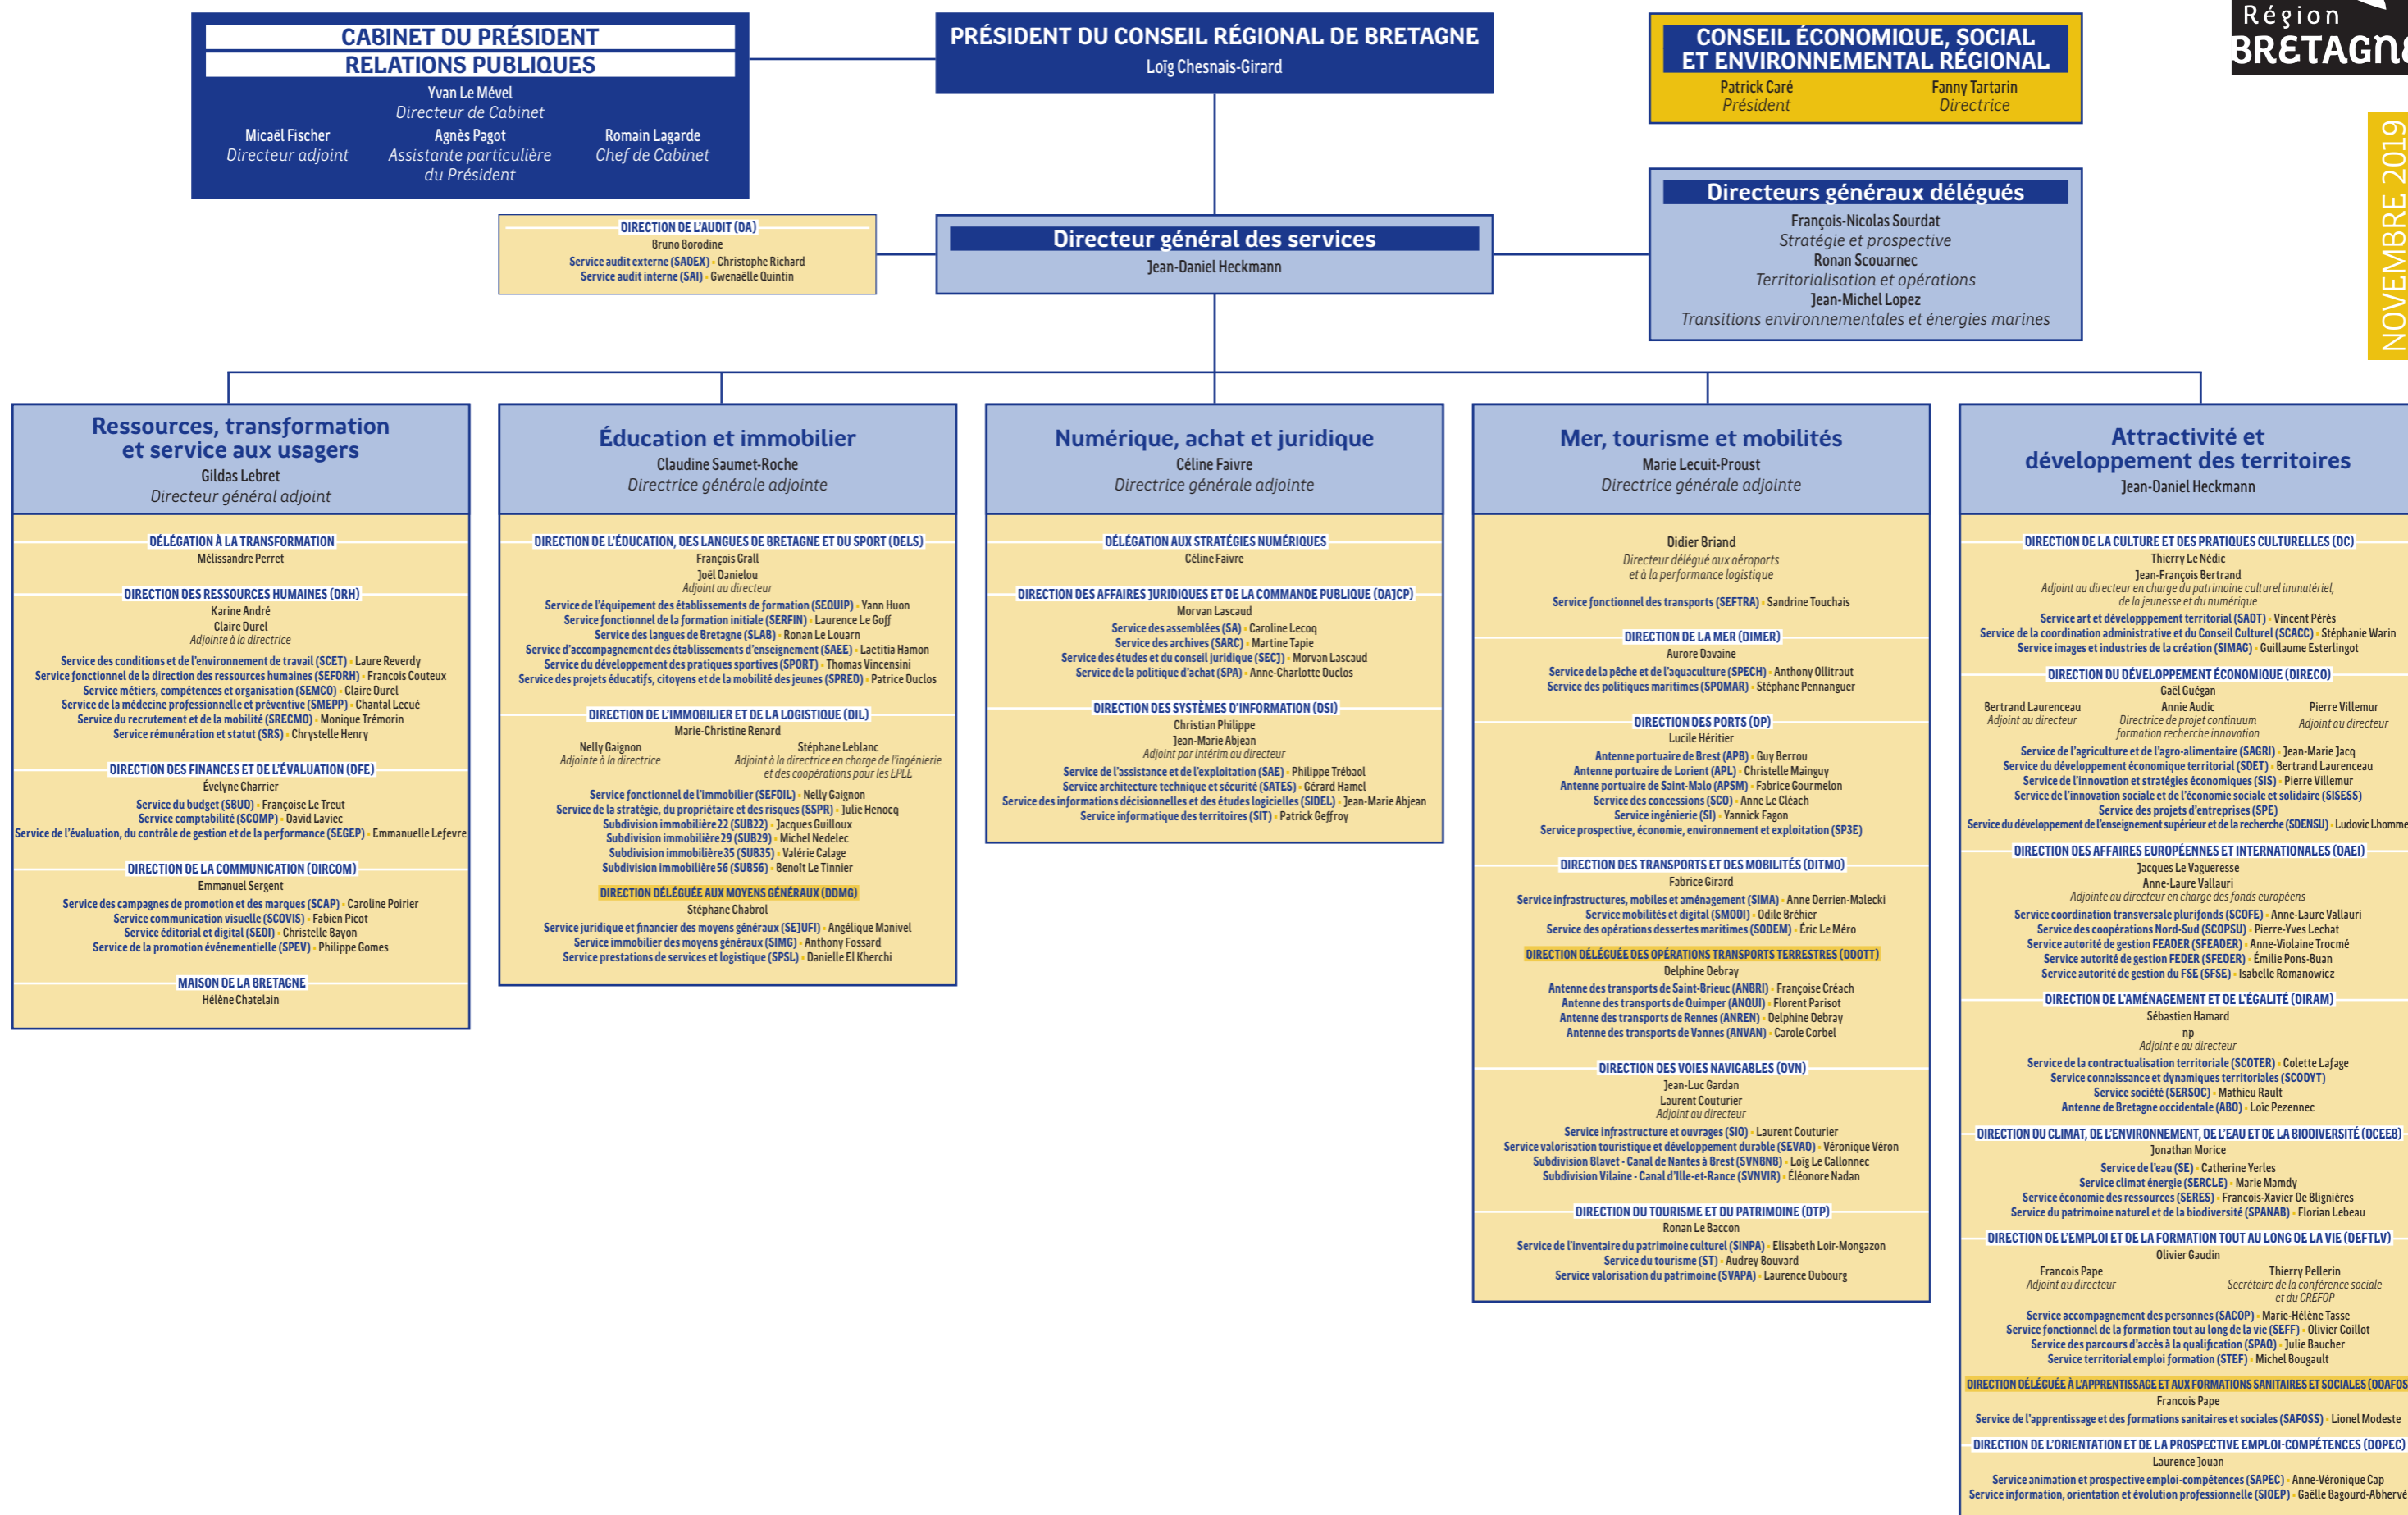 CABINET DU PRÉSIDENT
RELATIONS PUBLIQUES
Yvan Le Mével
Directeur de Cabinet
Micaël Fischer Agnès Pagot Romain Lagarde
Directeur adjoint Assistante particulière Chef de Cabinet
du Président
PRÉSIDENT DU CONSEIL RÉGIONAL DE BRETAGNE
Loïg Chesnais-Girard
CONSEIL ÉCONOMIQUE, SOCIAL
ET ENVIRONNEMENTAL RÉGIONAL
Patrick Caré Fanny Tartarin
Président Directrice
Région
BRETAGNE
NOVEMBRE 2019
DIRECTION DE L'AUDIT (DA)
Bruno Borodine
Service audit externe (SADEX) • Christophe Richard
Service audit interne (SAI) • Gwenaëlle Quintin
Directeur général des services
Jean-Daniel Heckmann
Directeurs généraux délégués
François-Nicolas Sourdat
Stratégie et prospective
Ronan Scouarnec
Territorialisation et opérations
Jean-Michel Lopez
Transitions environnementales et énergies marines
Ressources, transformation
et service aux usagers
Gildas Lebret
Directeur général adjoint
DÉLÉGATION À LA TRANSFORMATION
Mélissandre Perret
DIRECTION DES RESSOURCES HUMAINES (DRH)
Karine André
Claire Durel
Adjointe à la directrice
Service des conditions et de l'environnement de travail (SCET) • Laure Reverdy
Service fonctionnel de la direction des ressources humaines (SEFDRH) • Francois Couteux
Service métiers, compétences et organisation (SEMCO) • Claire Durel
Service de la médecine professionnelle et préventive (SMEPP) • Chantal Lecué
Service du recrutement et de la mobilité (SRECMO) • Monique Trémorin
Service rémunération et statut (SRS) • Chrystelle Henry
DIRECTION DES FINANCES ET DE L'ÉVALUATION (DFE)
Évelyne Charrier
Service du budget (SBUD) • Françoise Le Treut
Service comptabilité (SCOMP) • David Laviec
Service de l'évaluation, du contrôle de gestion et de la performance (SEGEP) • Emmanuelle Lefevre
DIRECTION DE LA COMMUNICATION (DIRCOM)
Emmanuel Sergent
Service des campagnes de promotion et des marques (SCAP) • Caroline Poirier
Service communication visuelle (SCOVIS) • Fabien Picot
Service éditorial et digital (SEDI) • Christelle Bayon
Service de la promotion événementielle (SPEV) • Philippe Gomes
MAISON DE LA BRETAGNE
Hélène Chatelain
Éducation et immobilier
Claudine Saumet-Roche
Directrice générale adjointe
DIRECTION DE L'ÉDUCATION, DES LANGUES DE BRETAGNE ET DU SPORT (DELS)
François Grall
Joël Danielou
Adjoint au directeur
Service de l'équipement des établissements de formation (SEQUIP) • Yann Huon
Service fonctionnel de la formation initiale (SERFIN) • Laurence Le Goff
Service des langues de Bretagne (SLAB) • Ronan Le Louarn
Service d'accompagnement des établissements d'enseignement (SAEE) • Laetitia Hamon
Service du développement des pratiques sportives (SPORT) • Thomas Vincensini
Service des projets éducatifs, citoyens et de la mobilité des jeunes (SPRED) • Patrice Duclos
DIRECTION DE L'IMMOBILIER ET DE LA LOGISTIQUE (DIL)
Marie-Christine Renard
Nelly Gaignon Stéphane Leblanc
Adjointe à la directrice Adjoint à la directrice en charge de l'ingénierie
et des coopérations pour les EPLE
Service fonctionnel de l'immobilier (SEFDIL) • Nelly Gaignon
Service de la stratégie, du propriétaire et des risques (SSPR) • Julie Henocq
Subdivision immobilière 22 (SUB22) • Jacques Guilloux
Subdivision immobilière 29 (SUB29) • Michel Nedelec
Subdivision immobilière 35 (SUB35) • Valérie Calage
Subdivision immobilière 56 (SUB56) • Benoît Le Tinnier
DIRECTION DÉLÉGUÉE AUX MOYENS GÉNÉRAUX (DDMG)
Stéphane Chabrol
Service juridique et financier des moyens généraux (SEJUFI) • Angélique Manivel
Service immobilier des moyens généraux (SIMG) • Anthony Fossard
Service prestations de services et logistique (SPSL) • Danielle El Kherchi
Numérique, achat et juridique
Céline Faivre
Directrice générale adjointe
DÉLÉGATION AUX STRATÉGIES NUMÉRIQUES
Céline Faivre
DIRECTION DES AFFAIRES JURIDIQUES ET DE LA COMMANDE PUBLIQUE (DAJCP)
Morvan Lascaud
Service des assemblées (SA) • Caroline Lecoq
Service des archives (SARC) • Martine Tapie
Service des études et du conseil juridique (SECJ) • Morvan Lascaud
Service de la politique d'achat (SPA) • Anne-Charlotte Duclos
DIRECTION DES SYSTÈMES D'INFORMATION (DSI)
Christian Philippe
Jean-Marie Abjean
Adjoint par intérim au directeur
Service de l'assistance et de l'exploitation (SAE) • Philippe Trébaol
Service architecture technique et sécurité (SATES) • Gérard Hamel
Service des informations décisionnelles et des études logicielles (SIDEL) • Jean-Marie Abjean
Service informatique des territoires (SIT) • Patrick Geffroy
Mer, tourisme et mobilités
Marie Lecuit-Proust
Directrice générale adjointe
Didier Briand
Directeur délégué aux aéroports
et à la performance logistique
Service fonctionnel des transports (SEFTRA) • Sandrine Touchais
DIRECTION DE LA MER (DIMER)
Aurore Davaine
Service de la pêche et de l'aquaculture (SPECH) • Anthony Ollitraut
Service des politiques maritimes (SPOMAR) • Stéphane Pennanguer
DIRECTION DES PORTS (DP)
Lucile Héritier
Antenne portuaire de Brest (APB) • Guy Berrou
Antenne portuaire de Lorient (APL) • Christelle Mainguy
Antenne portuaire de Saint-Malo (APSM) • Fabrice Gourmelon
Service des concessions (SCO) • Anne Le Cléach
Service ingénierie (SI) • Yannick Fagon
Service prospective, économie, environnement et exploitation (SP3E)
DIRECTION DES TRANSPORTS ET DES MOBILITÉS (DITMO)
Fabrice Girard
Service infrastructures, mobiles et aménagement (SIMA) • Anne Derrien-Malecki
Service mobilités et digital (SMODI) • Odile Bréhier
Service des opérations dessertes maritimes (SODEM) • Éric Le Méro
DIRECTION DÉLÉGUÉE DES OPÉRATIONS TRANSPORTS TERRESTRES (DDOTT)
Delphine Debray
Antenne des transports de Saint-Brieuc (ANBRI) • Françoise Créach
Antenne des transports de Quimper (ANQUI) • Florent Parisot
Antenne des transports de Rennes (ANREN) • Delphine Debray
Antenne des transports de Vannes (ANVAN) • Carole Corbel
DIRECTION DES VOIES NAVIGABLES (DVN)
Jean-Luc Gardan
Laurent Couturier
Adjoint au directeur
Service infrastructure et ouvrages (SIO) • Laurent Couturier
Service valorisation touristique et développement durable (SEVAD) • Véronique Véron
Subdivision Blavet - Canal de Nantes à Brest (SVNBNB) • Loïg Le Callonnec
Subdivision Vilaine - Canal d'Ille-et-Rance (SVNVIR) • Éléonore Nadan
DIRECTION DU TOURISME ET DU PATRIMOINE (DTP)
Ronan Le Baccon
Service de l'inventaire du patrimoine culturel (SINPA) • Elisabeth Loir-Mongazon
Service du tourisme (ST) • Audrey Bouvard
Service valorisation du patrimoine (SVAPA) • Laurence Dubourg
Attractivité et
développement des territoires
Jean-Daniel Heckmann
DIRECTION DE LA CULTURE ET DES PRATIQUES CULTURELLES (DC)
Thierry Le Nédic
Jean-François Bertrand
Adjoint au directeur en charge du patrimoine culturel immatériel,
de la jeunesse et du numérique
Service art et développpement territorial (SADT) • Vincent Pérès
Service de la coordination administrative et du Conseil Culturel (SCACC) • Stéphanie Warin
Service images et industries de la création (SIMAG) • Guillaume Esterlingot
DIRECTION DU DÉVELOPPEMENT ÉCONOMIQUE (DIRECO)
Gaël Guégan
Bertrand Laurenceau Annie Audic Pierre Villemur
Adjoint au directeur Directrice de projet continuum Adjoint au directeur
formation recherche innovation
Service de l'agriculture et de l'agro-alimentaire (SAGRI) • Jean-Marie Jacq
Service du développement économique territorial (SDET) • Bertrand Laurenceau
Service de l'innovation et stratégies économiques (SIS) • Pierre Villemur
Service de l'innovation sociale et de l'économie sociale et solidaire (SISESS)
Service des projets d'entreprises (SPE)
Service du développement de l'enseignement supérieur et de la recherche (SDENSU) • Ludovic Lhomme
DIRECTION DES AFFAIRES EUROPÉENNES ET INTERNATIONALES (DAEI)
Jacques Le Vagueresse
Anne-Laure Vallauri
Adjointe au directeur en charge des fonds européens
Service coordination transversale plurifonds (SCOFE) • Anne-Laure Vallauri
Service des coopérations Nord-Sud (SCOPSU) • Pierre-Yves Lechat
Service autorité de gestion FEADER (SFEADER) • Anne-Violaine Trocmé
Service autorité de gestion FEDER (SFEDER) • Émilie Pons-Buan
Service autorité de gestion du FSE (SFSE) • Isabelle Romanowicz
DIRECTION DE L'AMÉNAGEMENT ET DE L'ÉGALITÉ (DIRAM)
Sébastien Hamard
np
Adjoint·e au directeur
Service de la contractualisation territoriale (SCOTER) • Colette Lafage
Service connaissance et dynamiques territoriales (SCODYT)
Service société (SERSOC) • Mathieu Rault
Antenne de Bretagne occidentale (ABO) • Loïc Pezennec
DIRECTION DU CLIMAT, DE L'ENVIRONNEMENT, DE L'EAU ET DE LA BIODIVERSITÉ (DCEEB)
Jonathan Morice
Service de l'eau (SE) • Catherine Yerles
Service climat énergie (SERCLE) • Marie Mamdy
Service économie des ressources (SERES) • Francois-Xavier De Blignières
Service du patrimoine naturel et de la biodiversité (SPANAB) • Florian Lebeau
DIRECTION DE L'EMPLOI ET DE LA FORMATION TOUT AU LONG DE LA VIE (DEFTLV)
Olivier Gaudin
Francois Pape Thierry Pellerin
Adjoint au directeur Secrétaire de la conférence sociale
et du CREFOP
Service accompagnement des personnes (SACOP) • Marie-Hélène Tasse
Service fonctionnel de la formation tout au long de la vie (SEFF) • Olivier Coillot
Service des parcours d'accès à la qualification (SPAQ) • Julie Baucher
Service territorial emploi formation (STEF) • Michel Bougault
DIRECTION DÉLÉGUÉE À L'APPRENTISSAGE ET AUX FORMATIONS SANITAIRES ET SOCIALES (DDAFOS
Francois Pape
Service de l'apprentissage et des formations sanitaires et sociales (SAFOSS) • Lionel Modeste
DIRECTION DE L'ORIENTATION ET DE LA PROSPECTIVE EMPLOI-COMPÉTENCES (DOPEC)
Laurence Jouan
Service animation et prospective emploi-compétences (SAPEC) • Anne-Véronique Cap
Service information, orientation et évolution professionnelle (SIOEP) • Gaëlle Bagourd-Abhervé